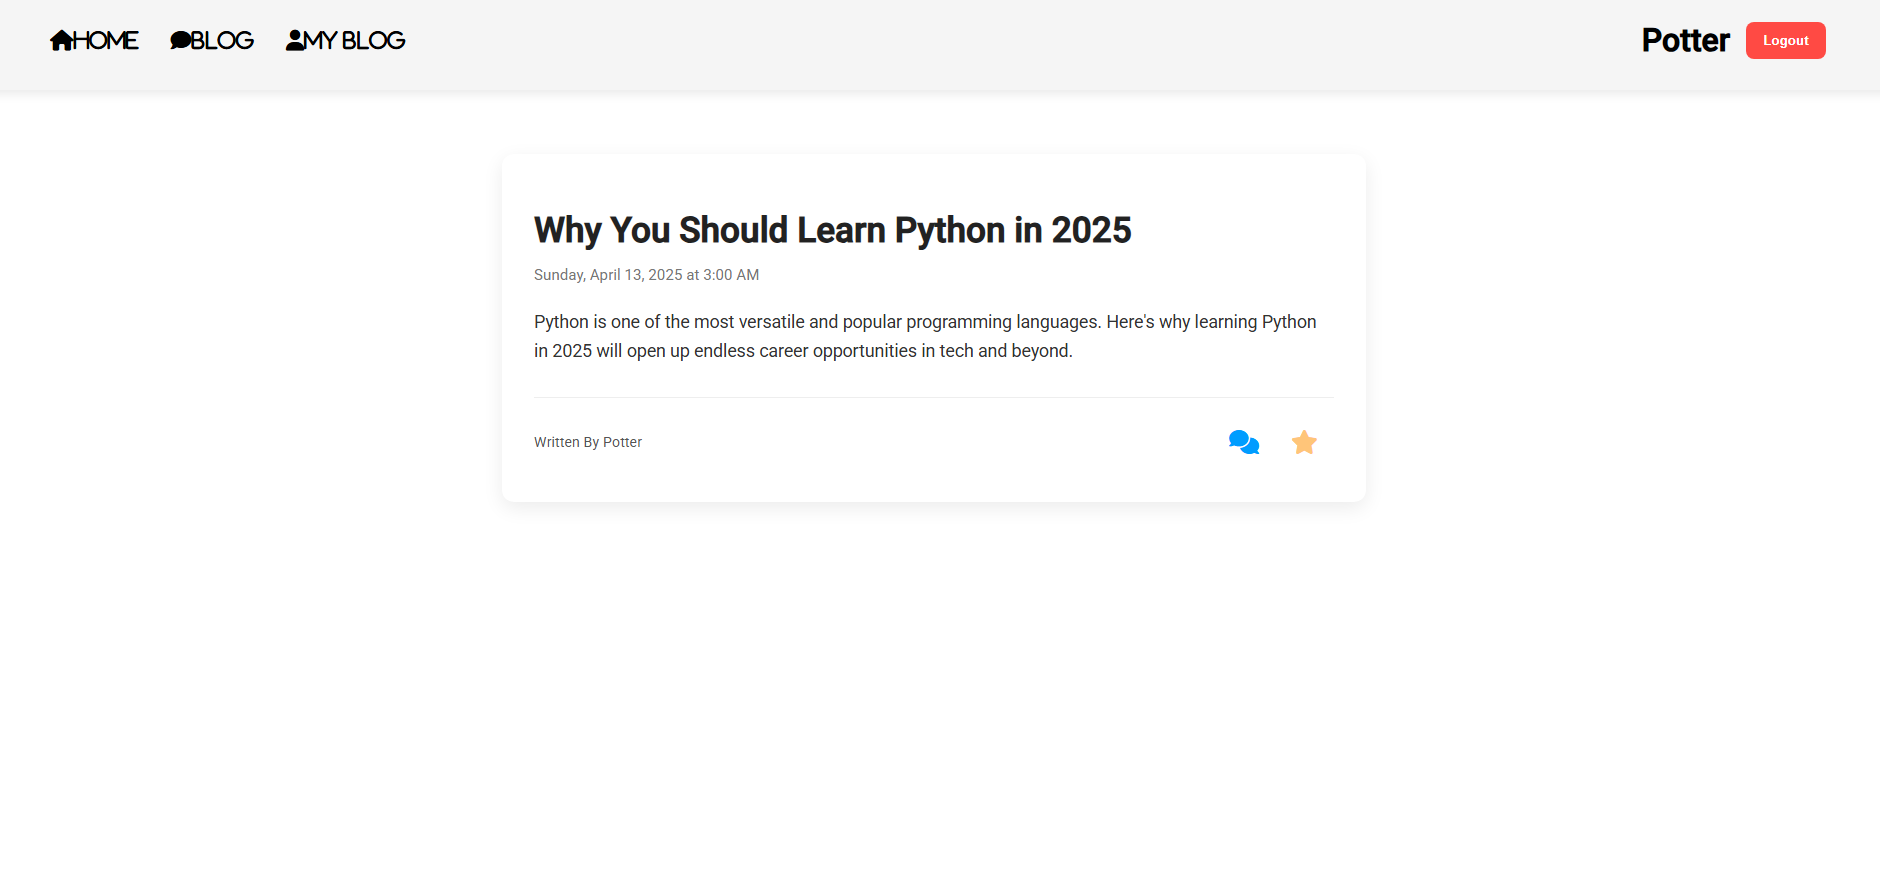 HOME BLOG MY BLOG Potter Logout
Why You Should Learn Python in 2025
Sunday, April 13, 2025 at 3:00 AM
Python is one of the most versatile and popular programming languages. Here's why learning Python
in 2025 will open up endless career opportunities in tech and beyond.
Written By Potter